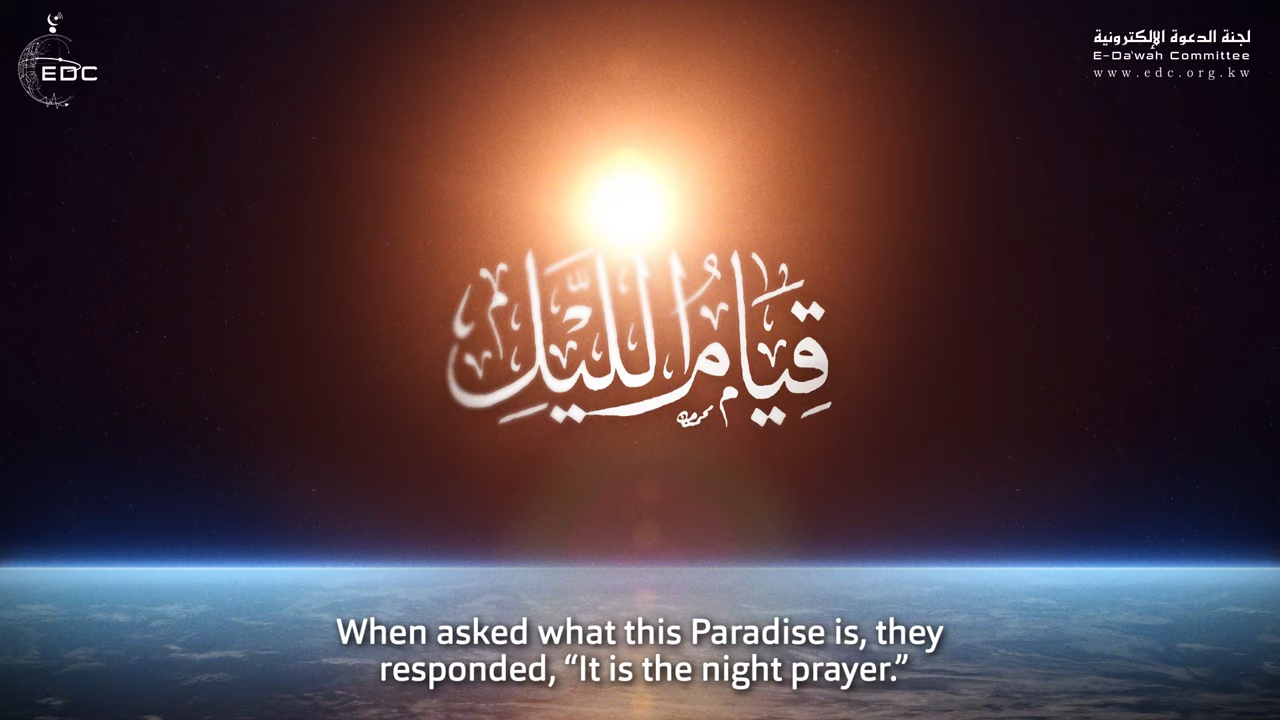 EDC
لجنة الدعوة الإلكترونية
E-Da'wah Committee
www.edc.org.kw
قِيَامُ اللَّيْلِ
When asked what this Paradise is, they
responded, “It is the night prayer.”